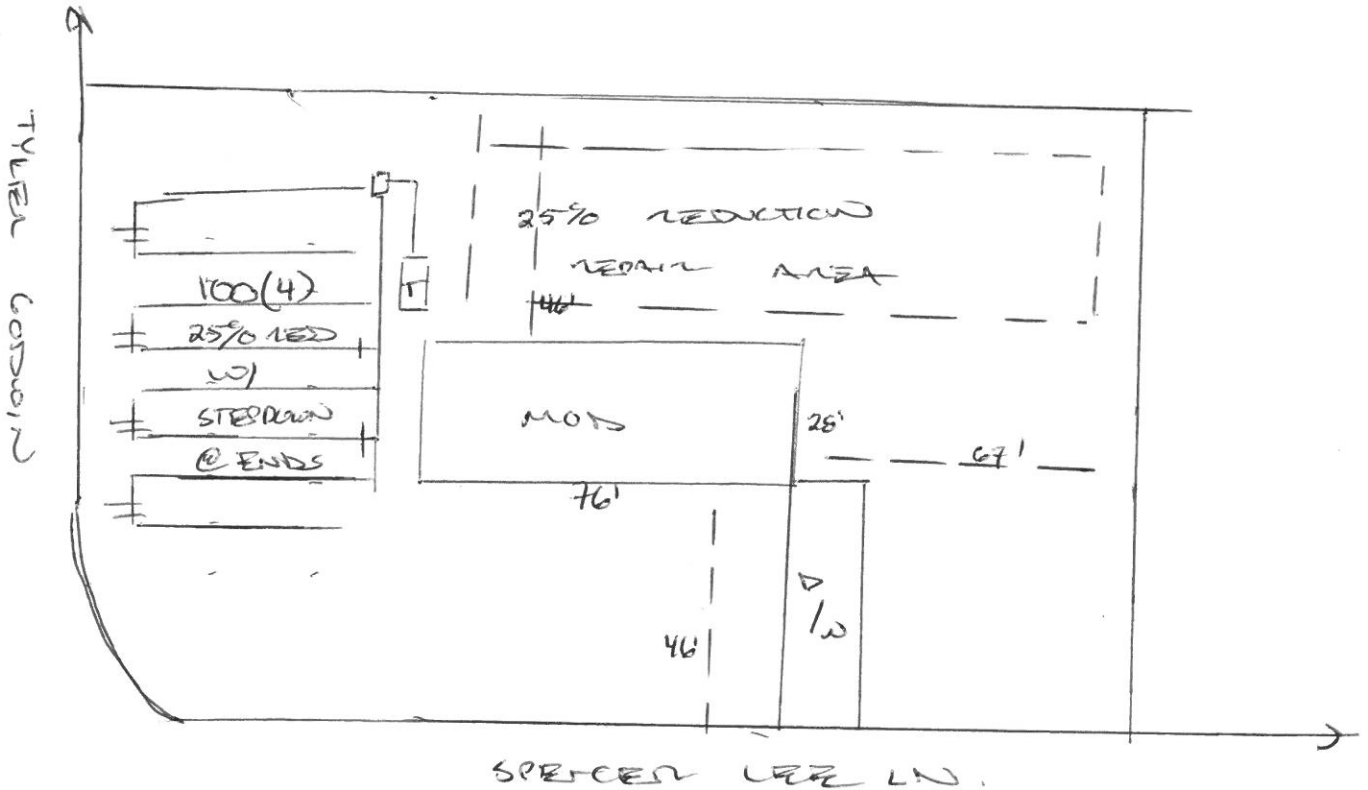 TYLER GODWIN
25% REDUCTION
REPAIR AREA
46'
T
100(4)
25% RED
W/
STEPDOWN
@ ENDS
MOD
28'
67'
76'
46'
D/W
SPENCER LEE LN.